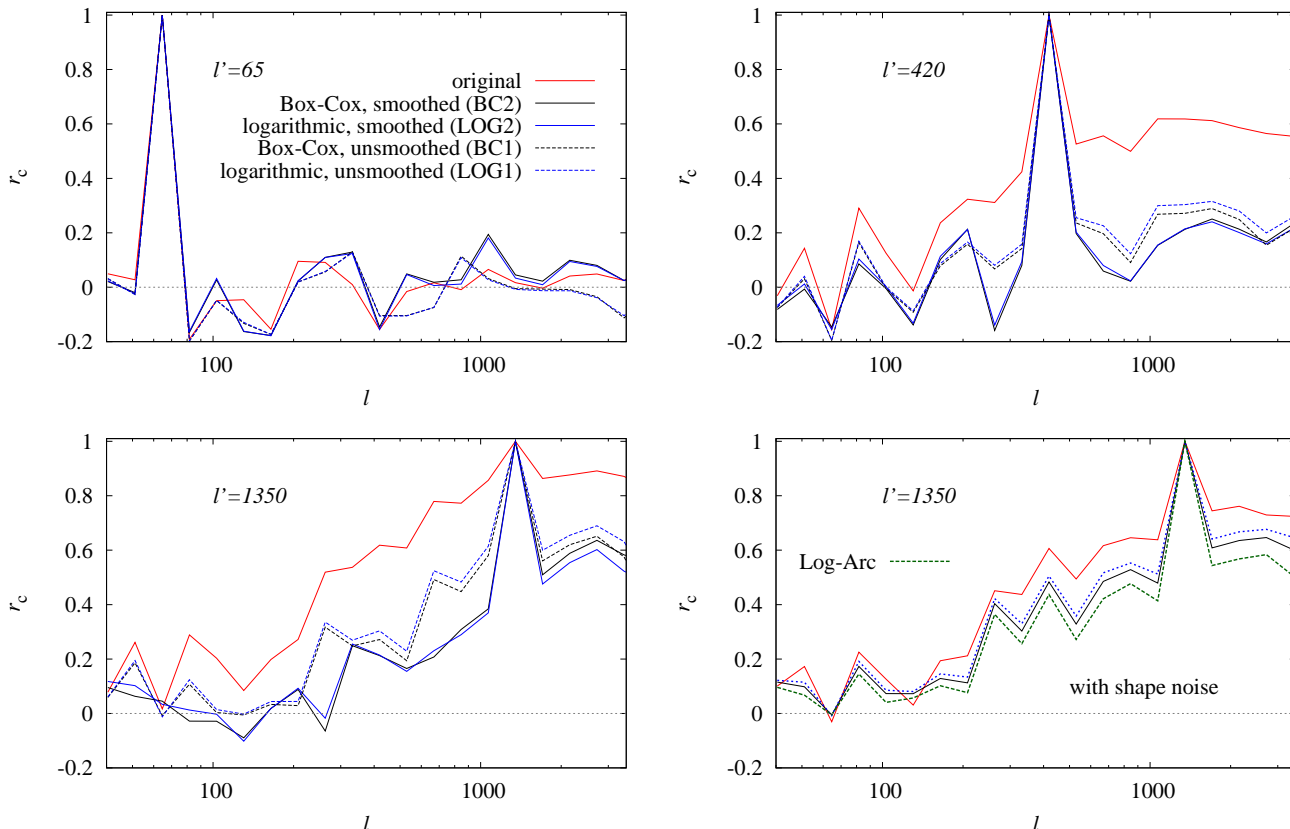 1
0.8
0.6
0.4
0.2
0
-0.2
r_c
l'=65
original
Box-Cox, smoothed (BC2)
logarithmic, smoothed (LOG2)
Box-Cox, unsmoothed (BC1)
logarithmic, unsmoothed (LOG1)
100
1000
l
1
0.8
0.6
0.4
0.2
0
-0.2
r_c
l'=420
100
1000
l
1
0.8
0.6
0.4
0.2
0
-0.2
r_c
l'=1350
100
1000
l
1
0.8
0.6
0.4
0.2
0
-0.2
r_c
l'=1350
Log-Arc
with shape noise
100
1000
l